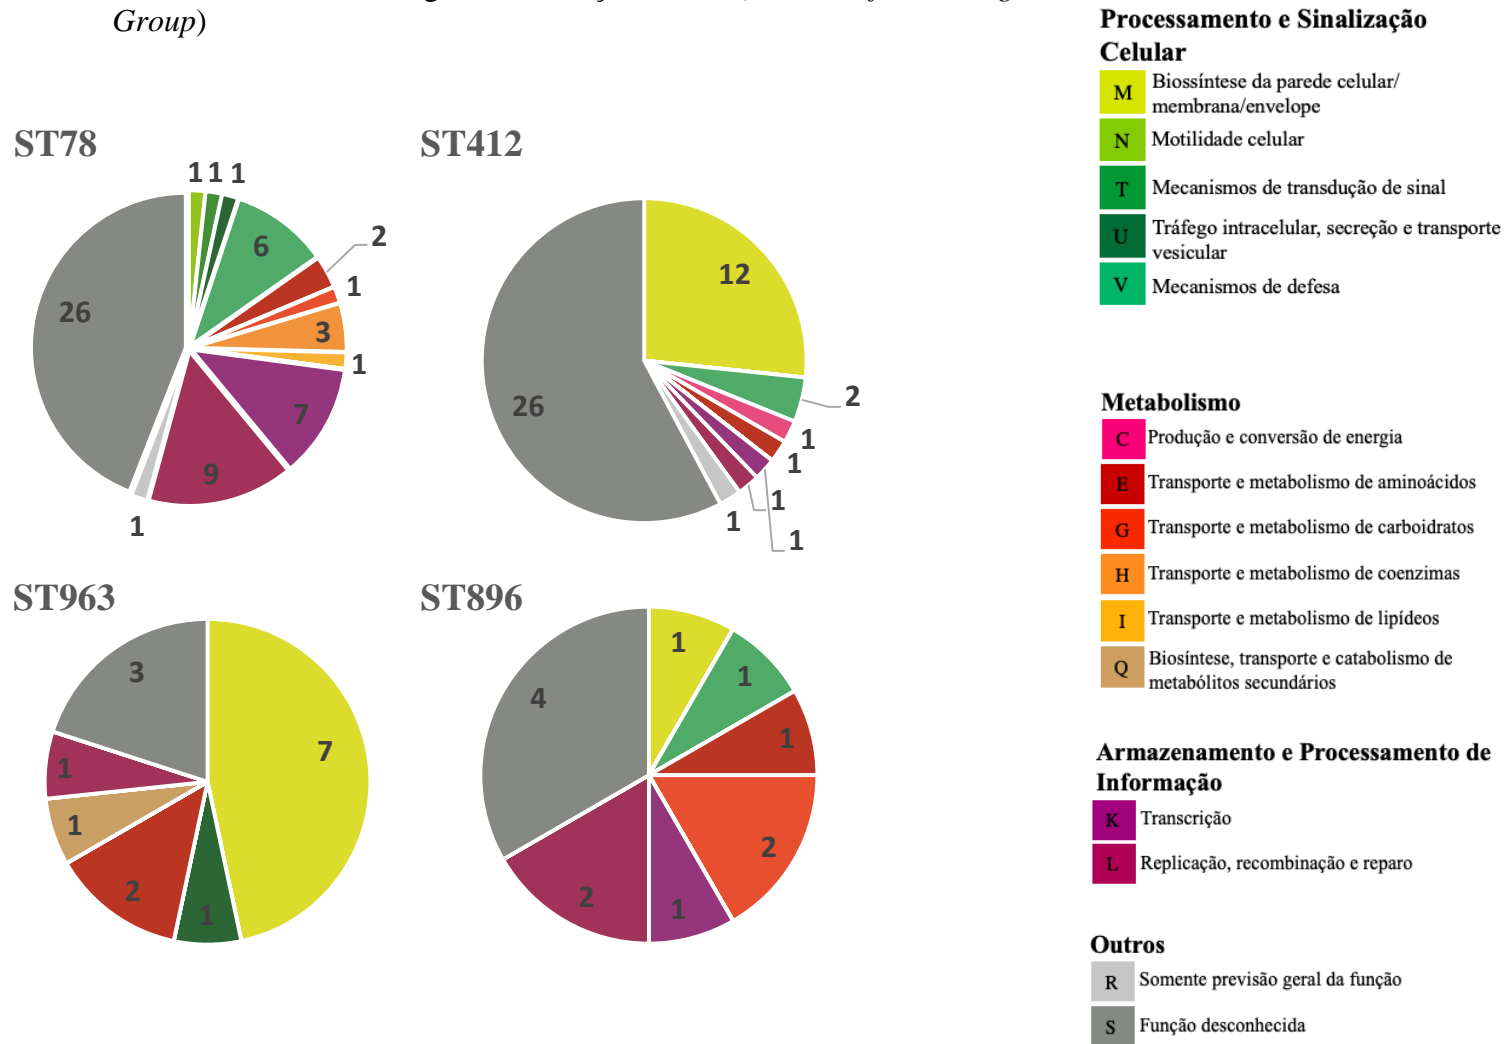 Group)
ST78
1
1
1
6
2
1
3
1
7
9
1
26
ST412
12
2
1
1
1
1
1
26
ST963
7
1
2
1
1
3
ST896
1
1
1
2
1
2
4
Processamento e Sinalização
Celular
M Biossíntese da parede celular/
membrana/envelope
N Motilidade celular
T Mecanismos de transdução de sinal
U Tráfego intracelular, secreção e transporte
vesicular
V Mecanismos de defesa
Metabolismo
C Produção e conversão de energia
E Transporte e metabolismo de aminoácidos
G Transporte e metabolismo de carboidratos
H Transporte e metabolismo de coenzimas
I Transporte e metabolismo de lipídeos
Q Biosíntese, transporte e catabolismo de
metabólitos secundários
Armazenamento e Processamento de
Informação
K Transcrição
L Replicação, recombinação e reparo
Outros
R Somente previsão geral da função
S Função desconhecida